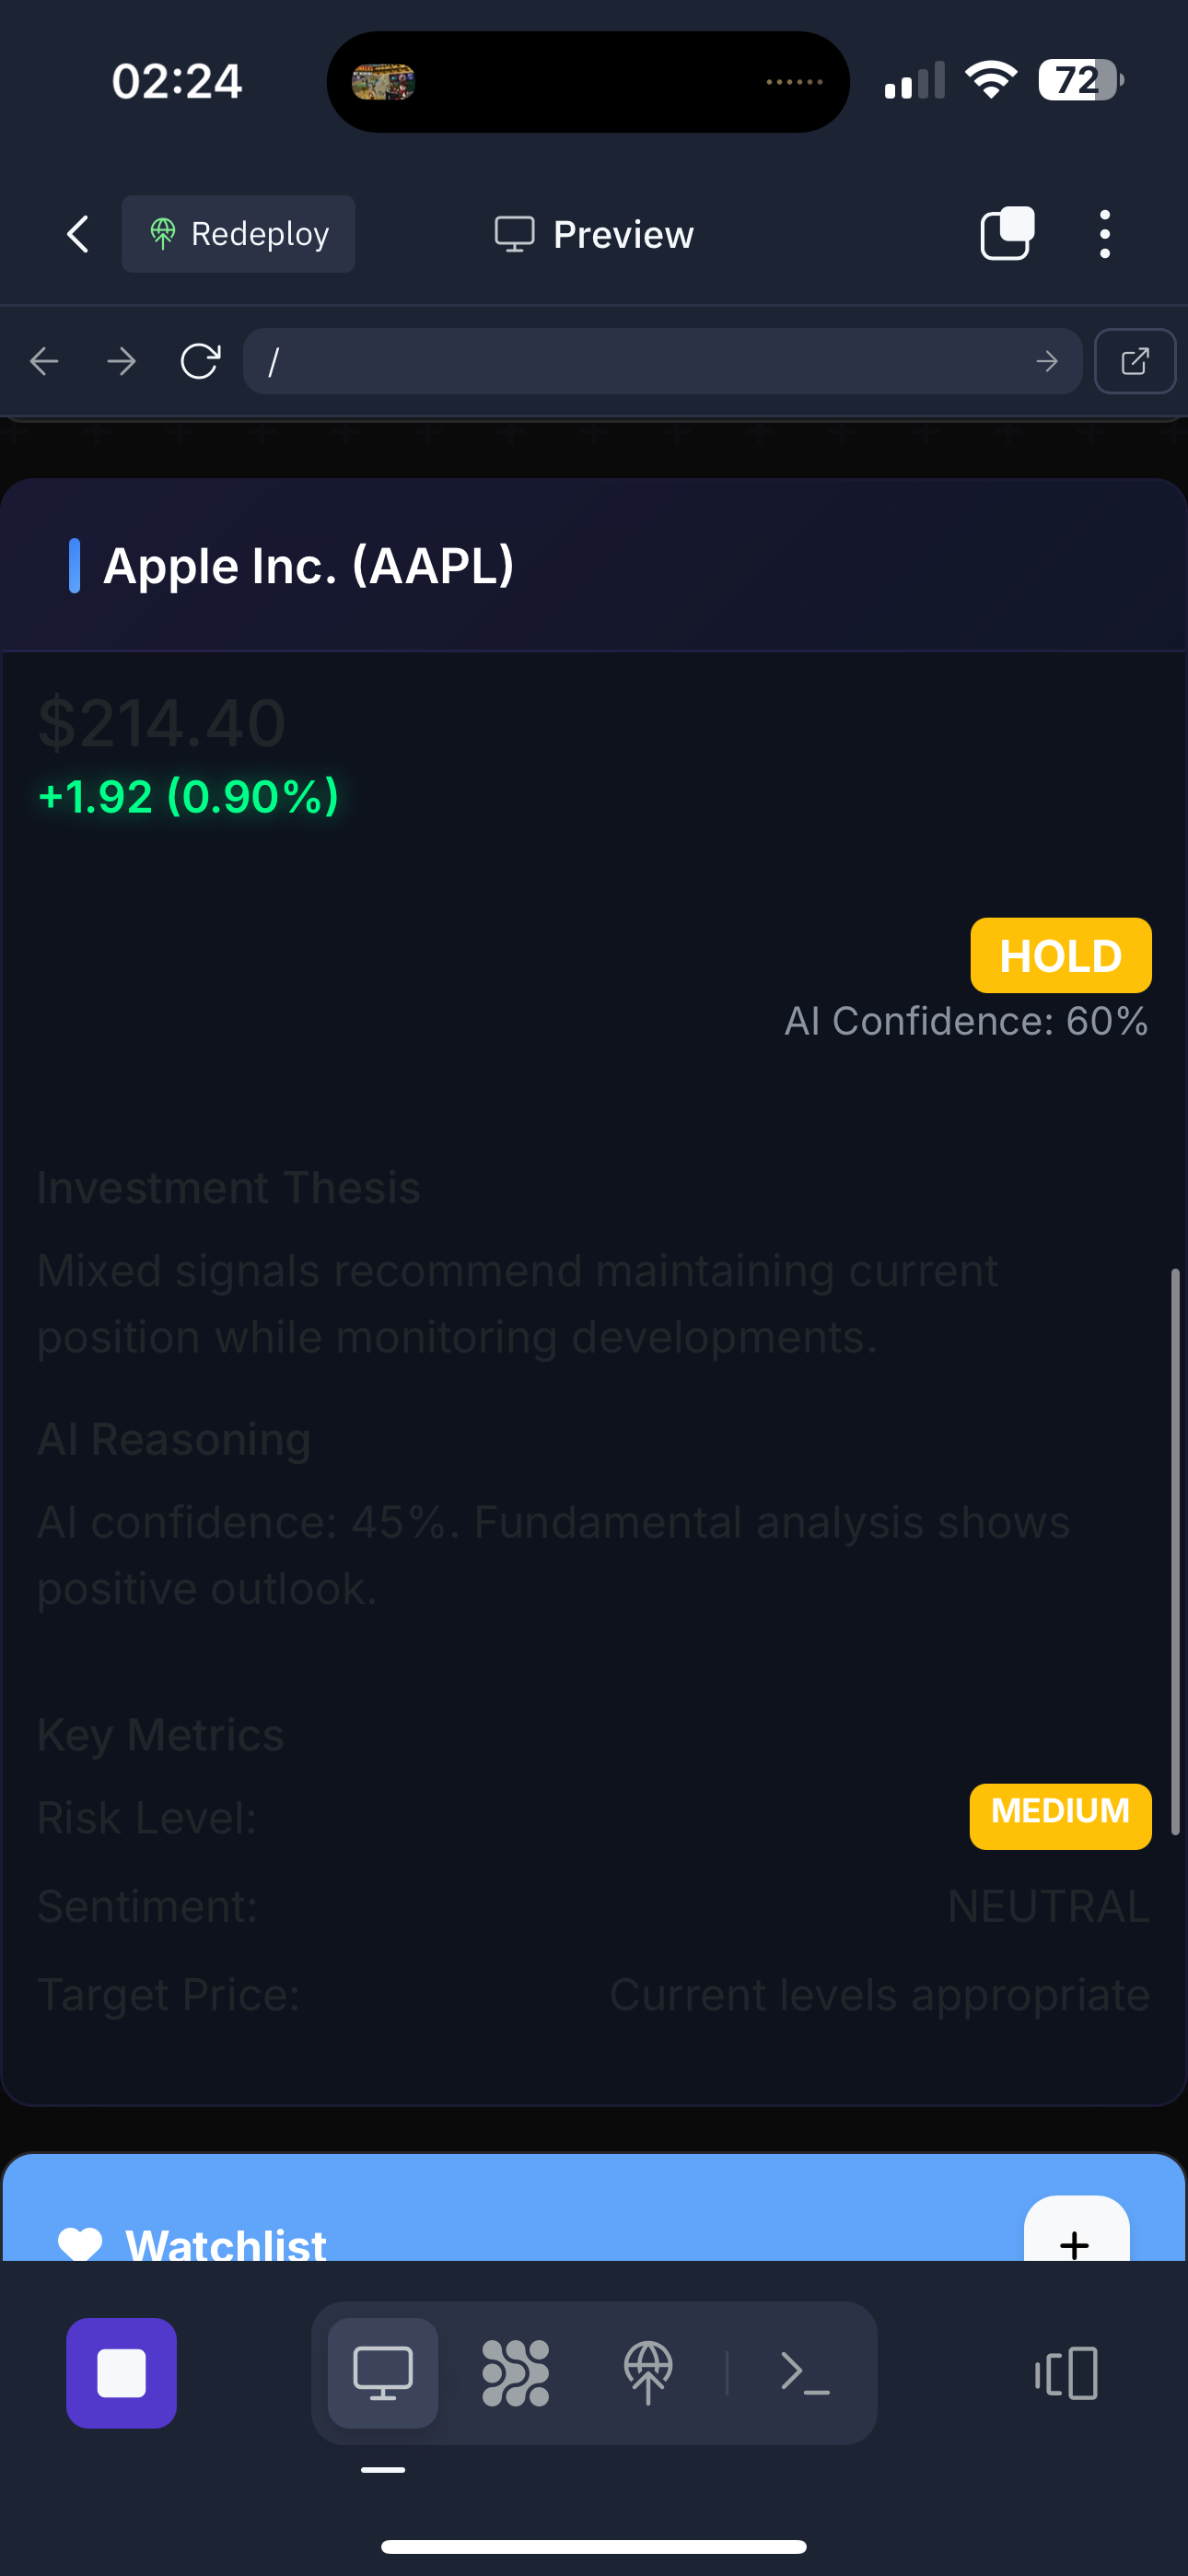 02:24
72
Redeploy
Preview
/
Apple Inc. (AAPL)
$214.40
+1.92 (0.90%)
HOLD
AI Confidence: 60%
Investment Thesis
Mixed signals recommend maintaining current
position while monitoring developments.
AI Reasoning
AI confidence: 45%. Fundamental analysis shows
positive outlook.
Key Metrics
Risk Level: MEDIUM
Sentiment: NEUTRAL
Target Price: Current levels appropriate
Watchlist
+